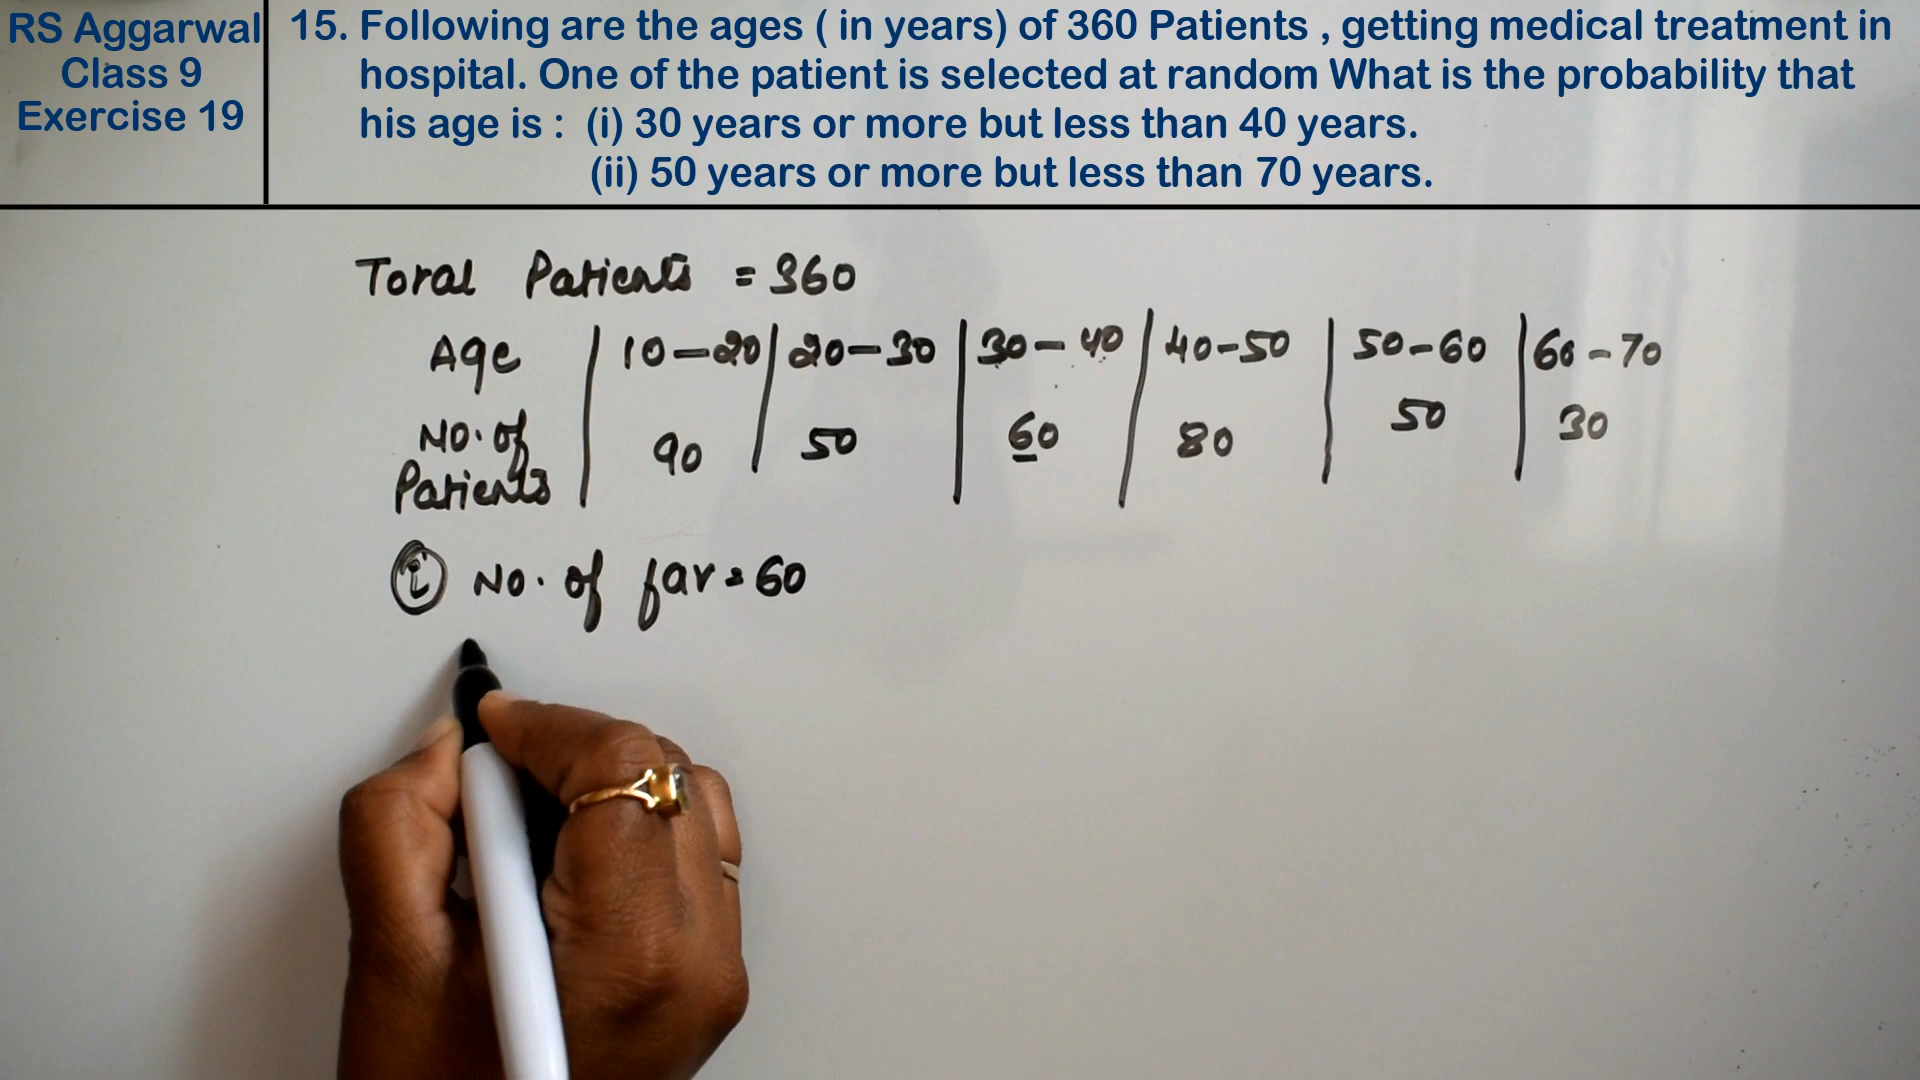 RS Aggarwal
Class 9
Exercise 19
15. Following are the ages ( in years) of 360 Patients , getting medical treatment in
hospital. One of the patient is selected at random What is the probability that
his age is : (i) 30 years or more but less than 40 years.
(ii) 50 years or more but less than 70 years.
Toral Patients = 360
Age 10-20 20-30 30-40 40-50 50-60 60-70
No. of
Patients 90 50 60 80 50 30
(i) No. of fav = 60